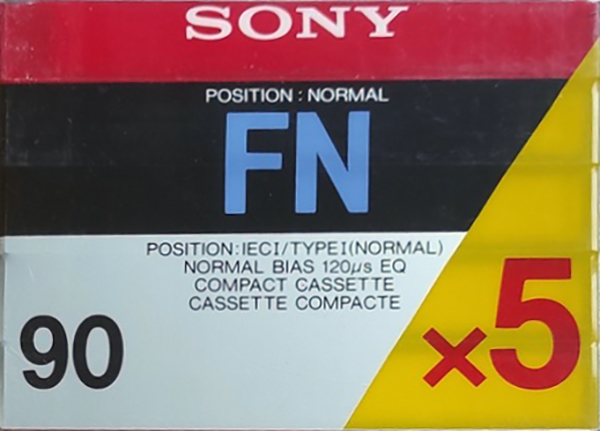 SONY
POSITION : NORMAL
FN
POSITION:IECI/TYPEI(NORMAL)
NORMAL BIAS 120µs EQ
COMPACT CASSETTE
CASSETTE COMPACTE
90
×5